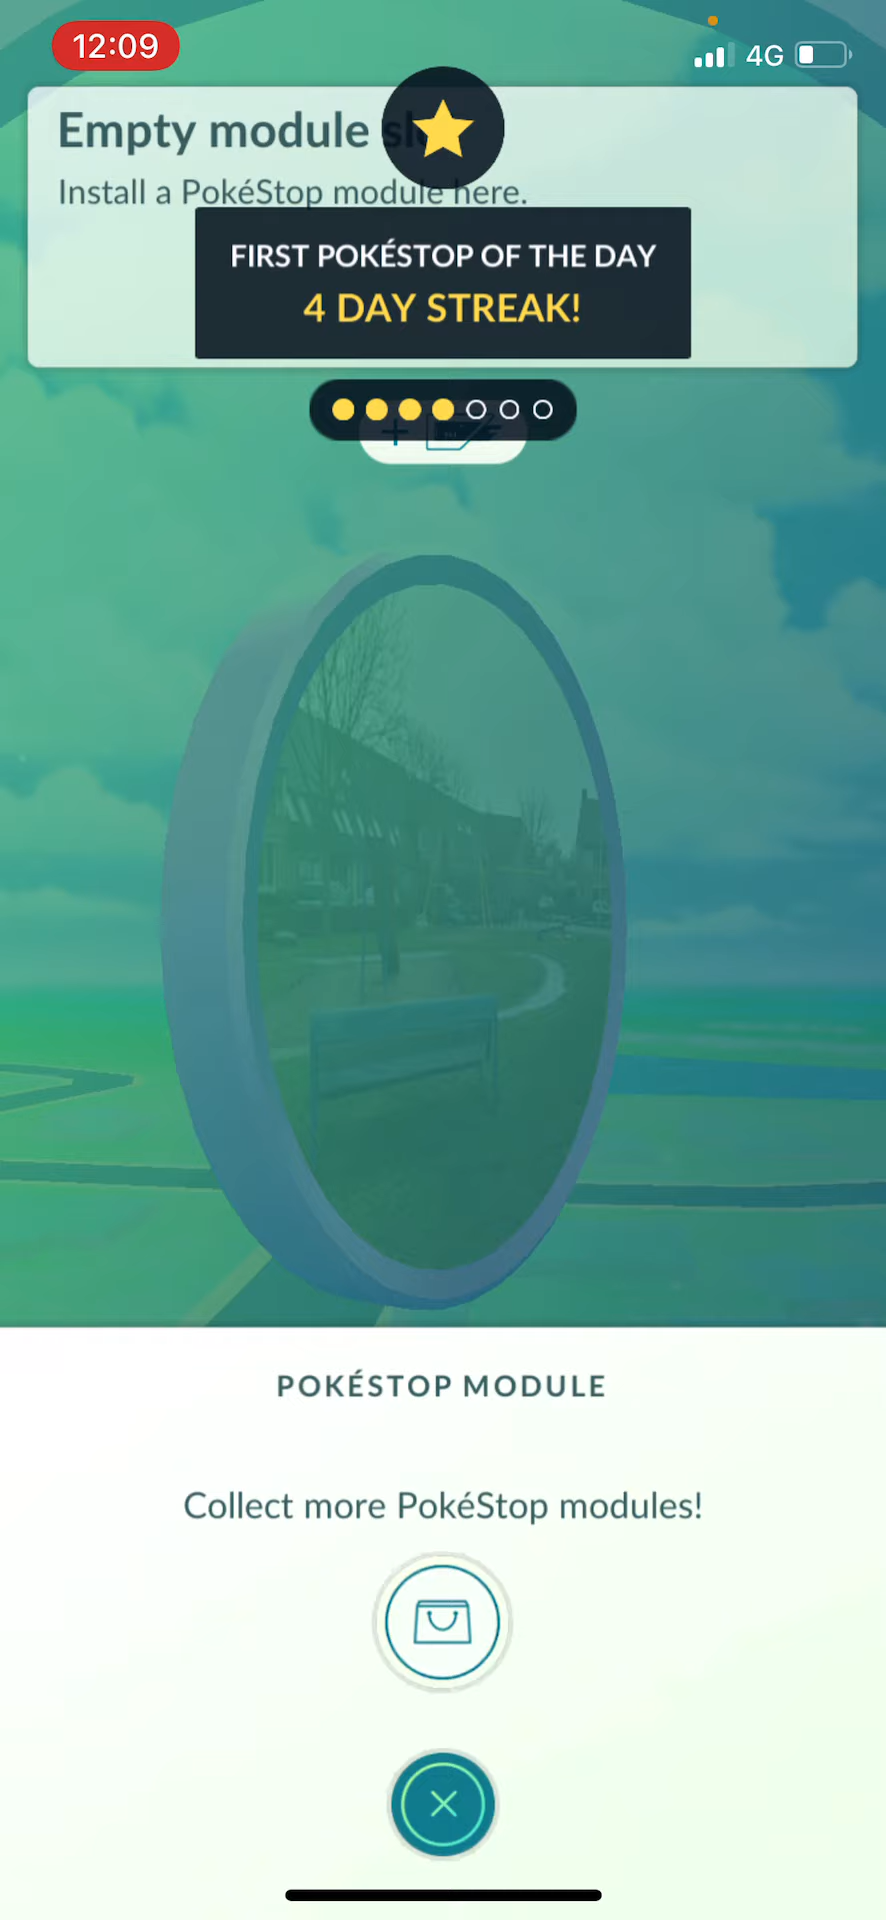 12:09
4G
Empty module
Install a PokéStop module here.
FIRST POKÉSTOP OF THE DAY
4 DAY STREAK!
POKÉSTOP MODULE
Collect more PokéStop modules!